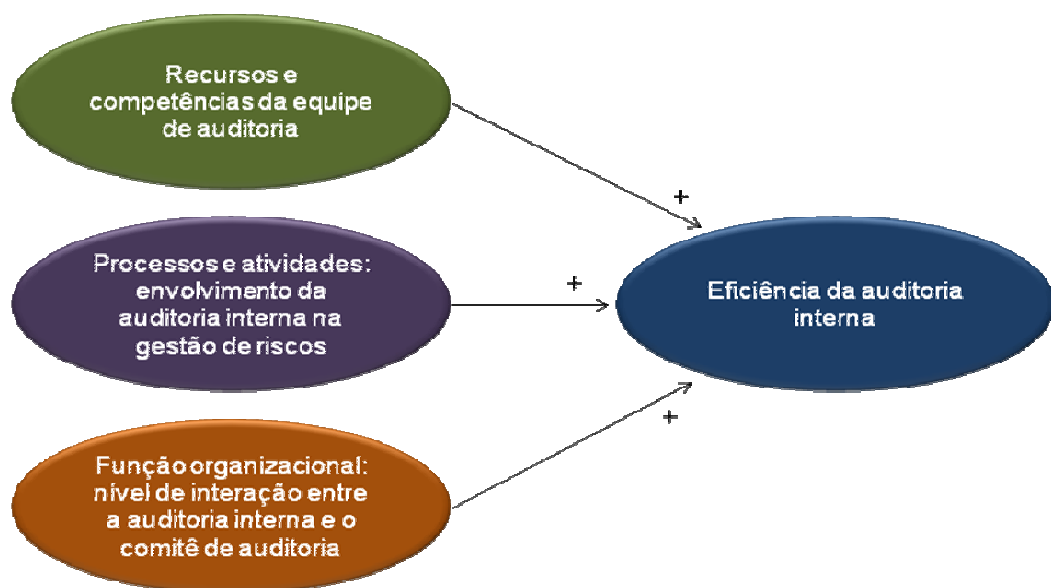 Recursos e
competências da equipe
de auditoria
+
Processos e atividades:
envolvimento da
auditoria interna na
gestão de riscos
+
Eficiência da auditoria
interna
Função organizacional:
nível de interação entre
a auditoria interna e o
comitê de auditoria
+